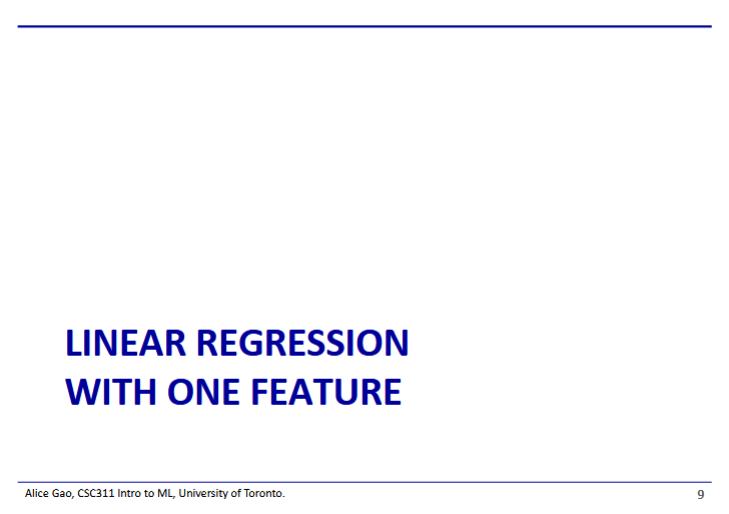 LINEAR REGRESSION
WITH ONE FEATURE
Alice Gao, CSC311 Intro to ML, University of Toronto.
9